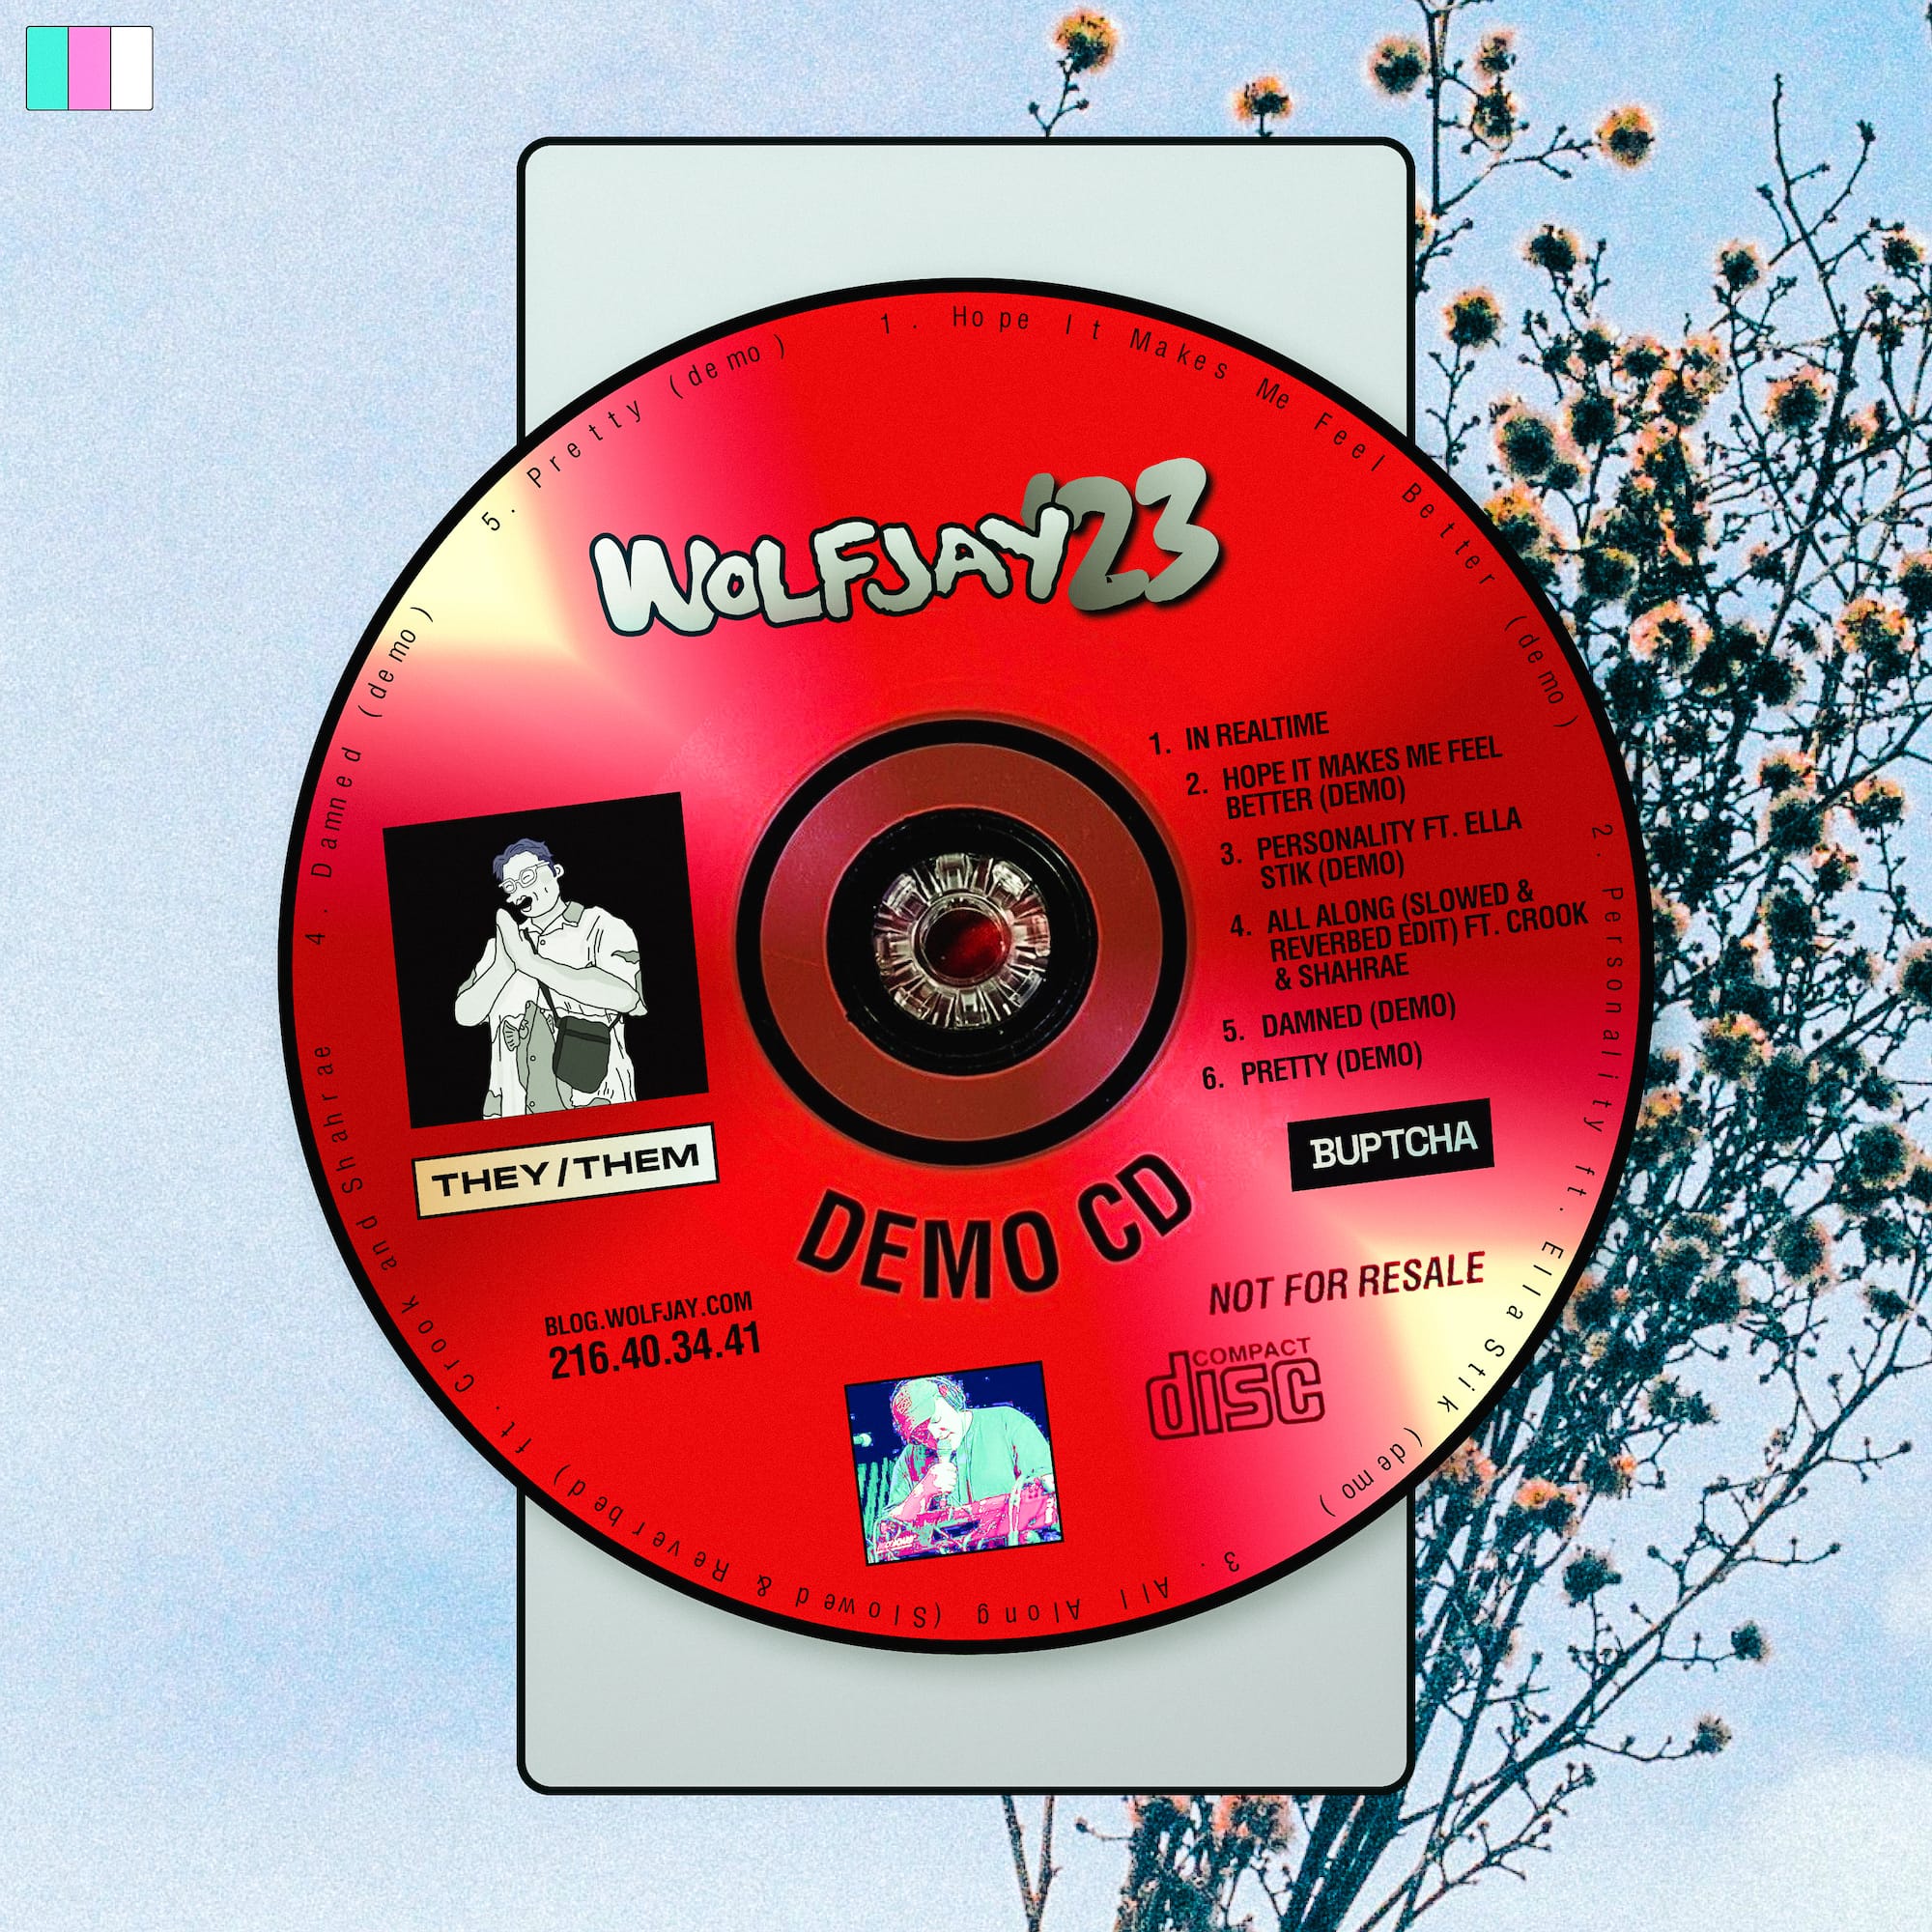 WOLFJAY'23
1. IN REALTIME
2. HOPE IT MAKES ME FEEL
BETTER (DEMO)
3. PERSONALITY FT. ELLA
STIK (DEMO)
4. ALL ALONG (SLOWED &
REVERBED EDIT) FT. CROOK
& SHAHRAE
5. DAMNED (DEMO)
6. PRETTY (DEMO)
BUPTCHA
THEY/THEM
DEMO CD
NOT FOR RESALE
BLOG.WOLFJAY.COM
216.40.34.41
COMPACT
disc
1. Hope It Makes Me Feel Better (demo)
2. Personality ft. Ella Stik (demo)
3. All Along (Slowed & Reverbed) ft. Crook and Shahrae
4. Damned (demo)
5. Pretty (demo)